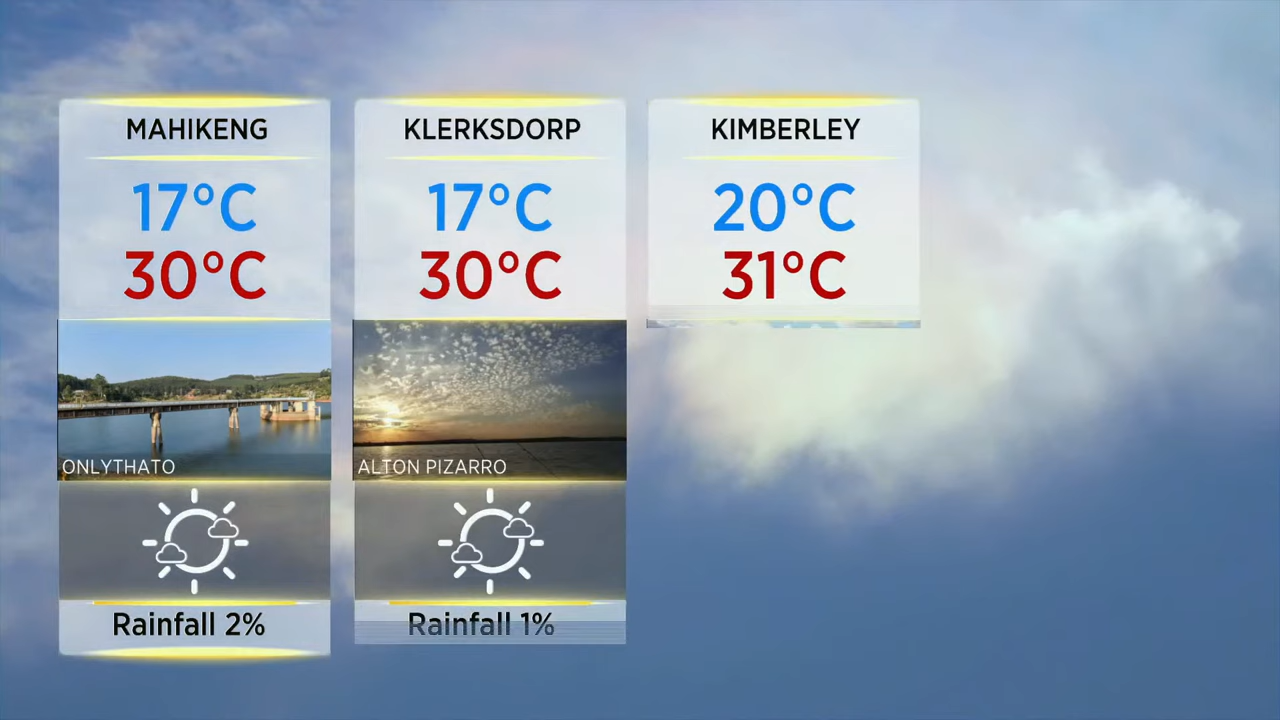 MAHIKENG
17°C
30°C
ONLYTHATO
Rainfall 2%
KLERKSDORP
17°C
30°C
ALTON PIZARRO
Rainfall 1%
KIMBERLEY
20°C
31°C